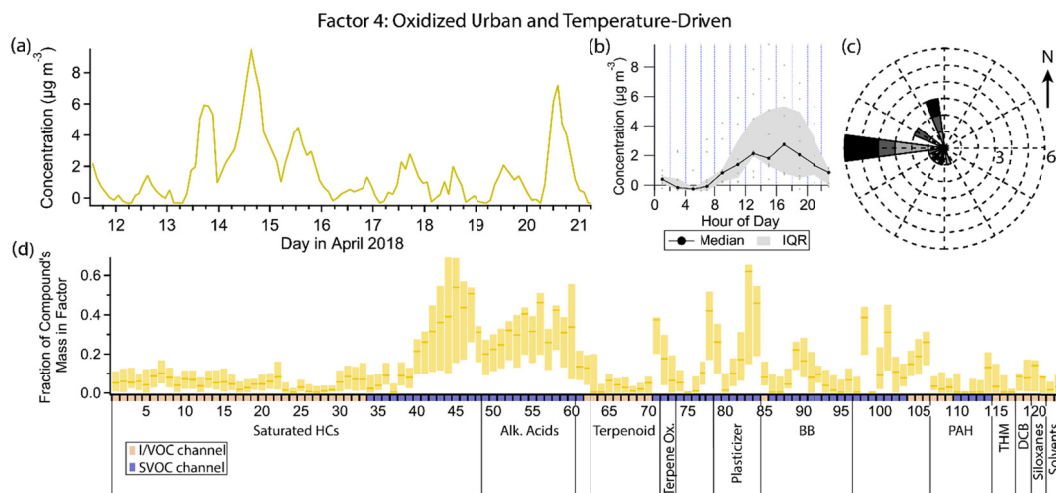 Factor 4: Oxidized Urban and Temperature-Driven
(a)
Concentration (µg m⁻³)
8
6
4
2
0
12 13 14 15 16 17 18 19 20 21
Day in April 2018
(b)
Concentration (µg m⁻³)
8
6
4
2
0
0 4 8 12 16 20
Hour of Day
Median IQR
(c)
N
3 6
(d)
Fraction of Compound's
Mass in Factor
0.6
0.4
0.2
0.0
5 10 15 20 25 30 35 40 45 50 55 60 65 70 75 80 85 90 95 100 105 110 115 120
Saturated HCs Alk. Acids Terpenoid Terpene Ox. Plasticizer BB PAH THM DCB Siloxanes Solvents
I/VOC channel
SVOC channel